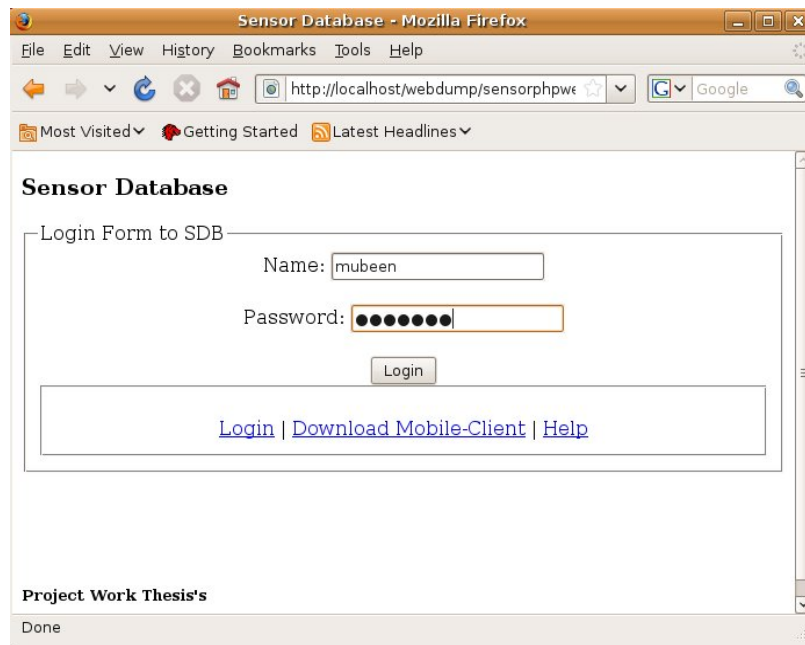 Sensor Database - Mozilla Firefox
File Edit View History Bookmarks Tools Help
http://localhost/webdump/sensorphpwe G Google
Most Visited Getting Started Latest Headlines
Sensor Database
Login Form to SDB
Name: mubeen
Password: ●●●●●●●
Login
Login | Download Mobile-Client | Help
Project Work Thesis's
Done